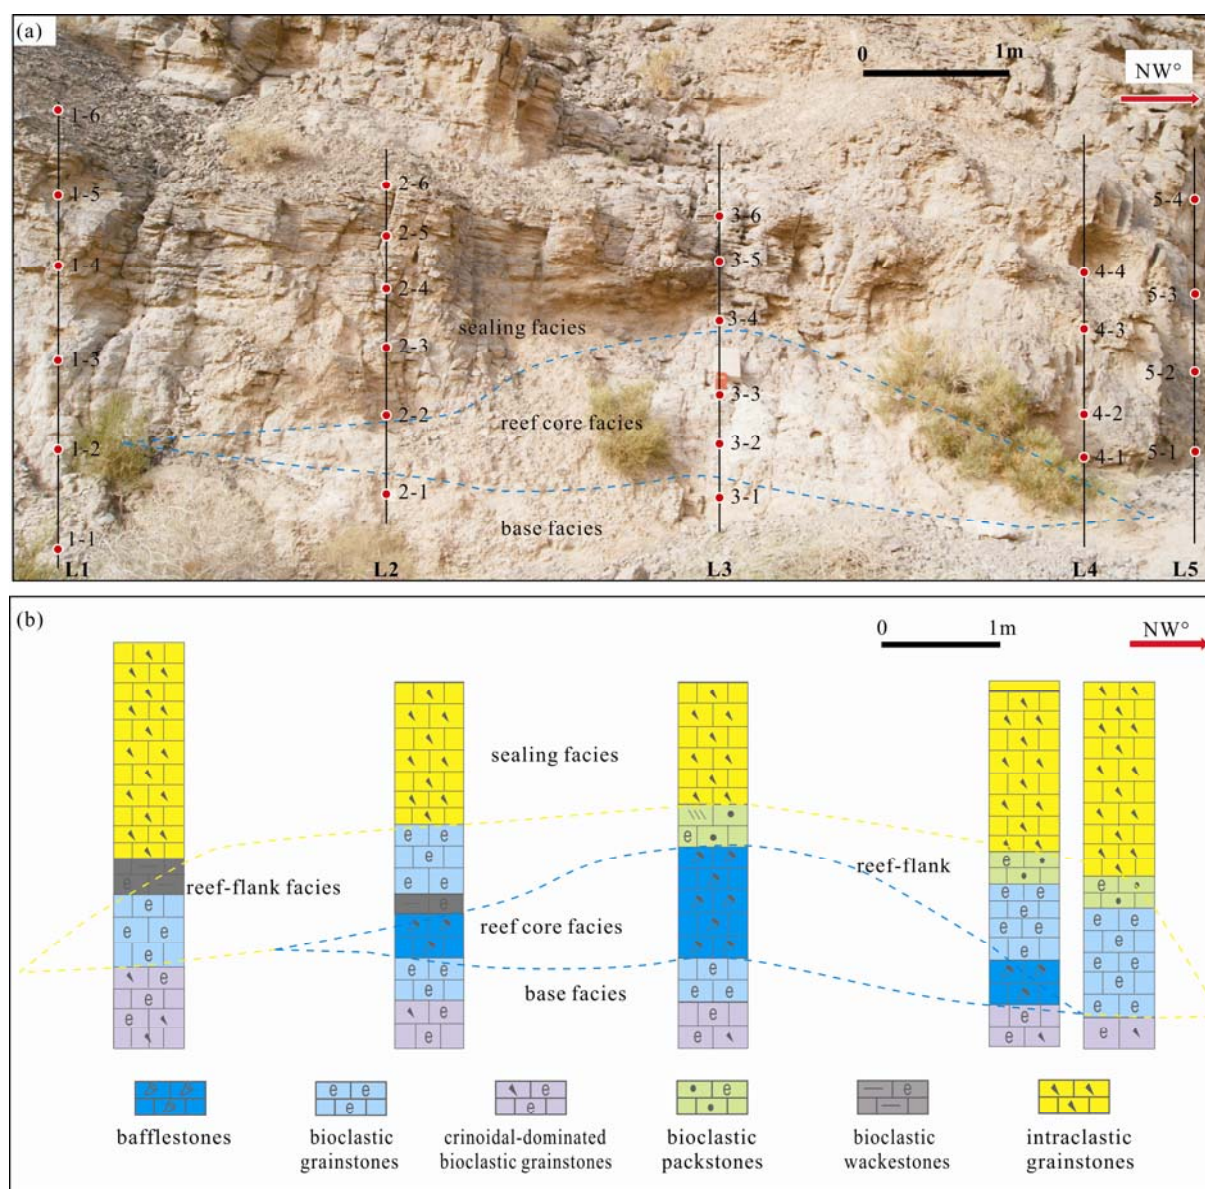 (a)
0 1m
NW°
1-6
2-6
1-5
5-4
3-6
2-5
3-5
1-4
4-4
2-4
5-3
3-4
sealing facies
4-3
2-3
1-3
5-2
3-3
2-2
reef core facies
4-2
3-2
1-2
4-1
5-1
2-1
3-1
base facies
1-1
L1 L2 L3 L4 L5
(b)
0 1m
NW°
sealing facies
reef-flank facies
reef-flank
reef core facies
base facies
bafflestones
bioclastic
grainstones
crinoidal-dominated
bioclastic grainstones
bioclastic
packstones
bioclastic
wackestones
intraclastic
grainstones